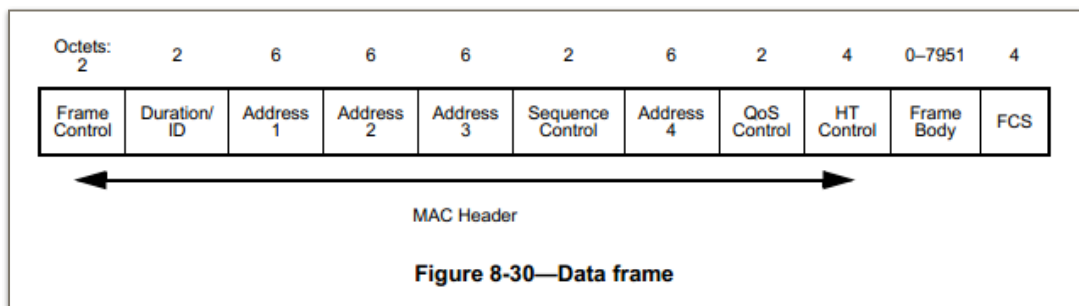 Octets:
2 2 6 6 6 2 6 2 4 0–7951 4
Frame Control Duration/ ID Address 1 Address 2 Address 3 Sequence Control Address 4 QoS Control HT Control Frame Body FCS
MAC Header
Figure 8-30—Data frame